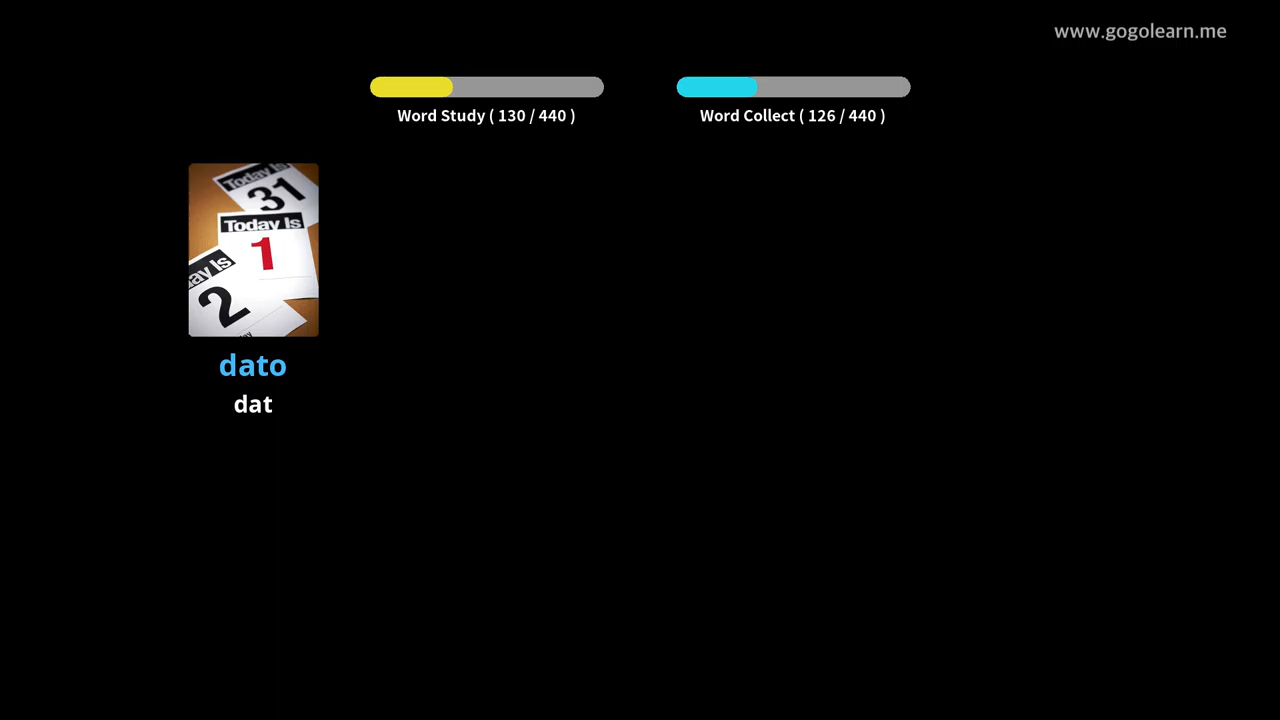 www.gogolearn.me
Word Study ( 130 / 440 )
Word Collect ( 126 / 440 )
Today Is
31
Today Is
1
ay Is
2
dato
dat